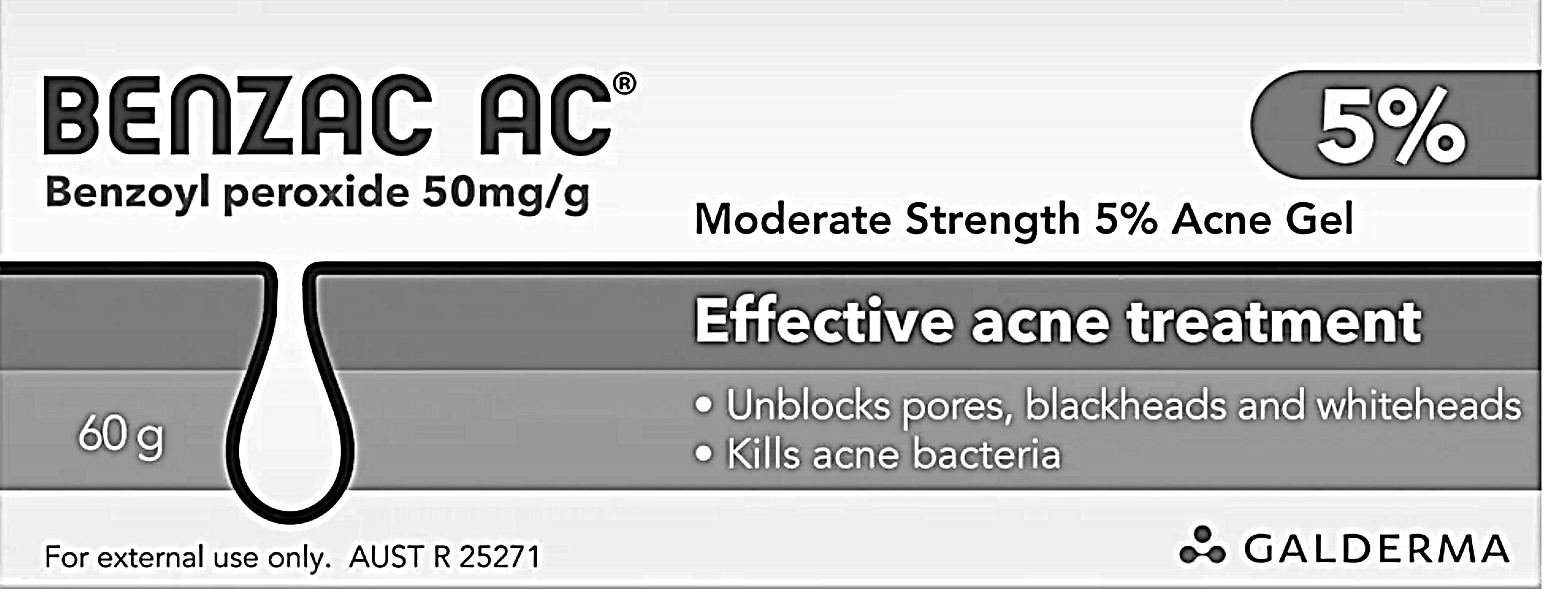 BENZAC AC®
5%
Benzoyl peroxide 50mg/g
Moderate Strength 5% Acne Gel
Effective acne treatment
• Unblocks pores, blackheads and whiteheads
60 g
• Kills acne bacteria
For external use only. AUST R 25271
GALDERMA